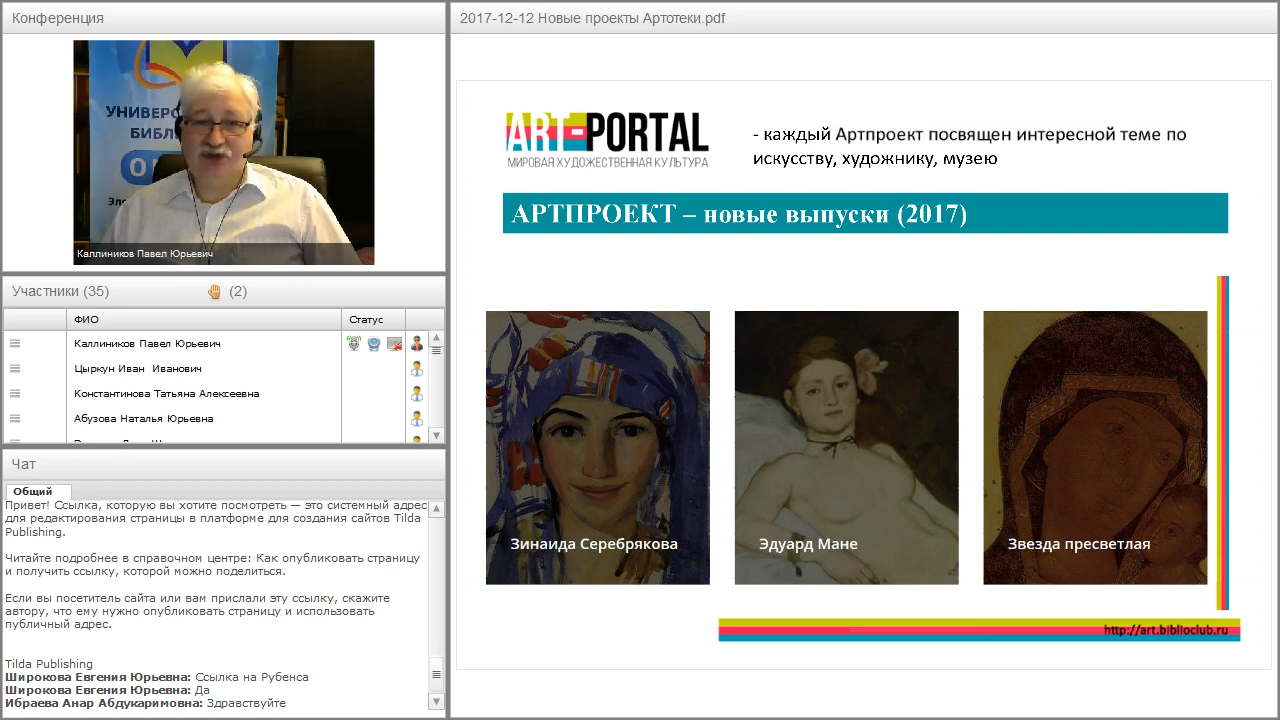 Конференция
УНИВЕРС
БИБЛ
О
Каллиников Павел Юрьевич
Участники (35)
(2)
ФИО
Статус
Каллиников Павел Юрьевич
Цыркун Иван Иванович
Константинова Татьяна Алексеевна
Абузова Наталья Юрьевна
Чат
Общий
Привет! Ссылка, которую вы хотите посмотреть — это системный адрес
для редактирования страницы в платформе для создания сайтов Tilda
Publishing.
Читайте подробнее в справочном центре: Как опубликовать страницу
и получить ссылку, которой можно поделиться.
Если вы посетитель сайта или вам прислали эту ссылку, скажите
автору, что ему нужно опубликовать страницу и использовать
публичный адрес.
Tilda Publishing
Широкова Евгения Юрьевна: Ссылка на Рубенса
Широкова Евгения Юрьевна: Да
Ибраева Анар Абдукаримовна: Здравствуйте
2017-12-12 Новые проекты Артотеки.pdf
ART-PORTAL
МИРОВАЯ ХУДОЖЕСТВЕННАЯ КУЛЬТУРА
- каждый Артпроект посвящен интересной теме по
искусству, художнику, музею
АРТПРОЕКТ – новые выпуски (2017)
Зинаида Серебрякова
Эдуард Мане
Звезда пресветлая
http://art.biblioclub.ru